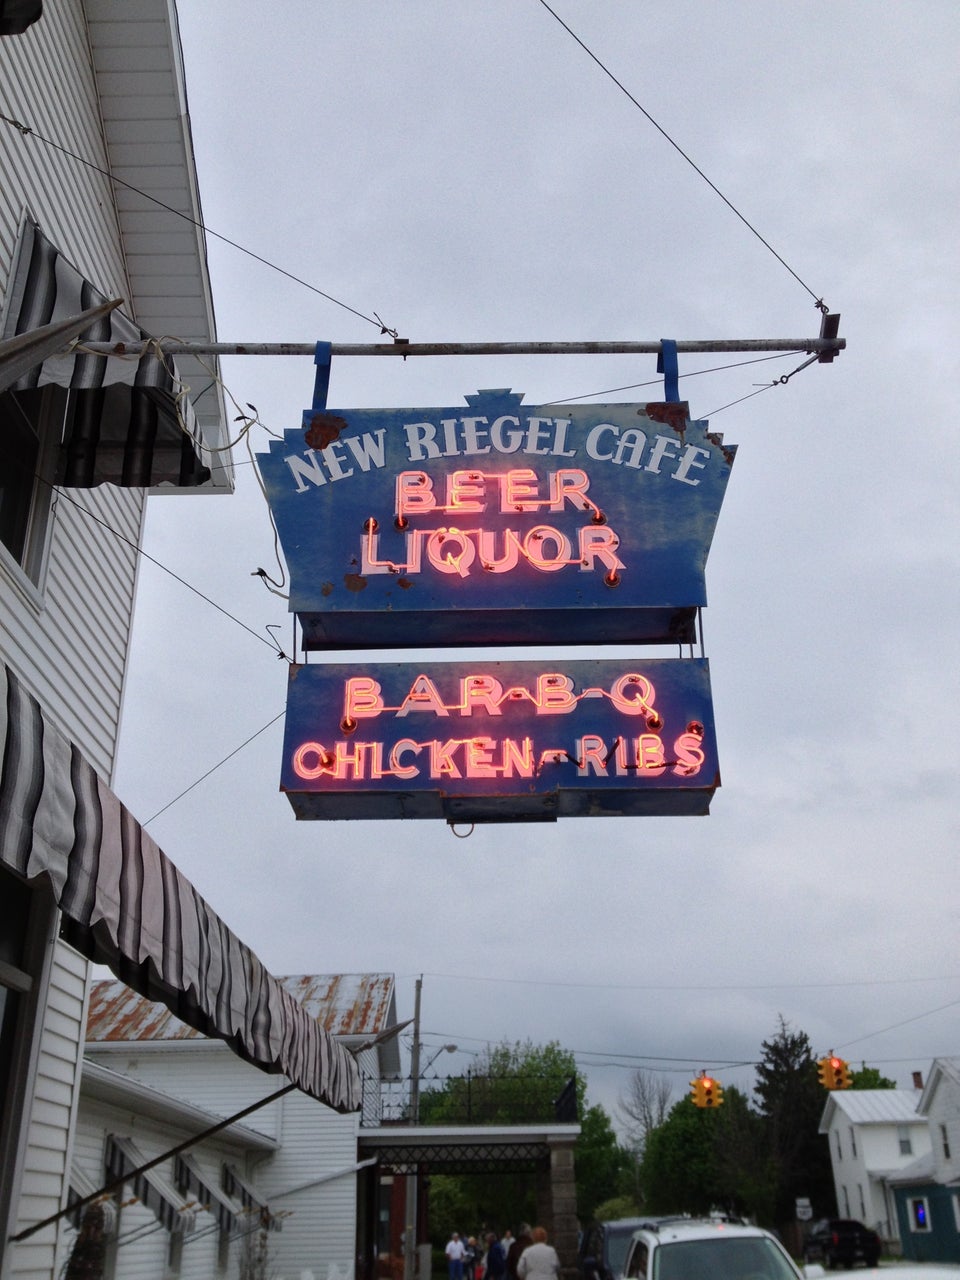 NEW RIEGEL CAFE
BEER
LIQUOR
BAR-B-Q
CHICKEN-RIBS